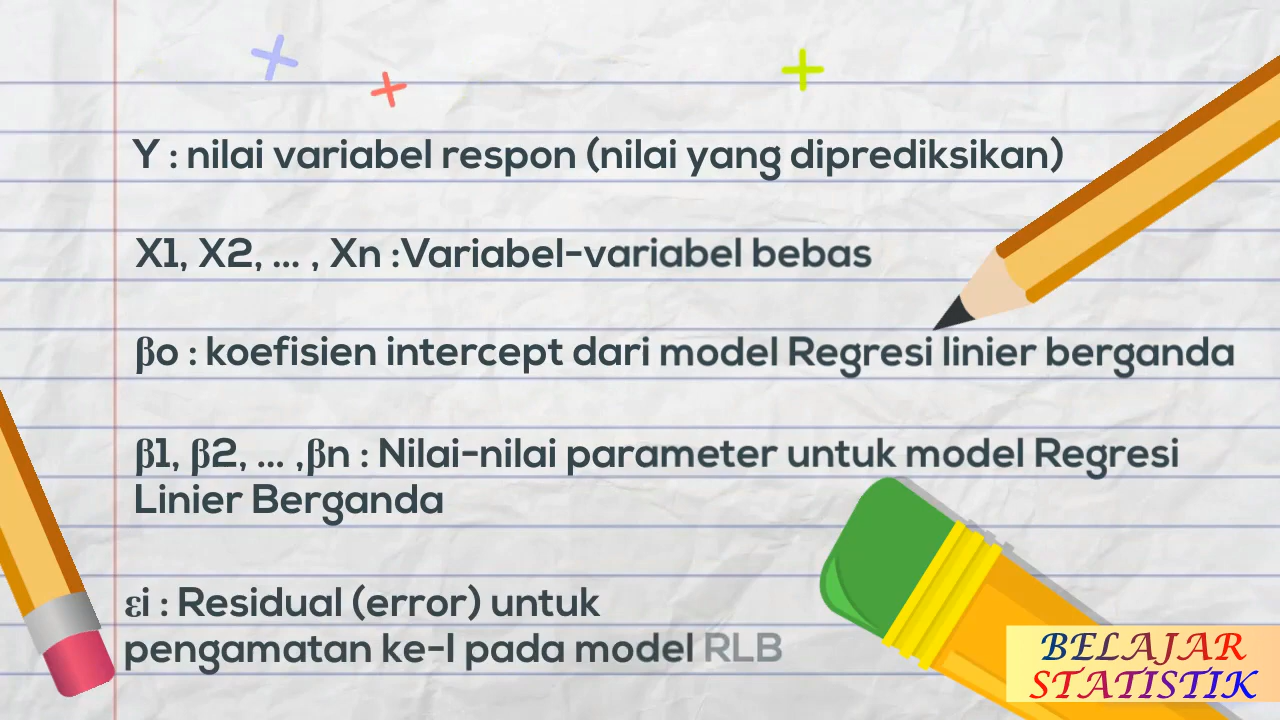 Y : nilai variabel respon (nilai yang diprediksikan)
X1, X2, ... , Xn :Variabel-variabel bebas
βo : koefisien intercept dari model Regresi linier berganda
β1, β2, ... ,βn : Nilai-nilai parameter untuk model Regresi
Linier Berganda
εi : Residual (error) untuk
pengamatan ke-I pada model RLB
BELAJAR
STATISTIK